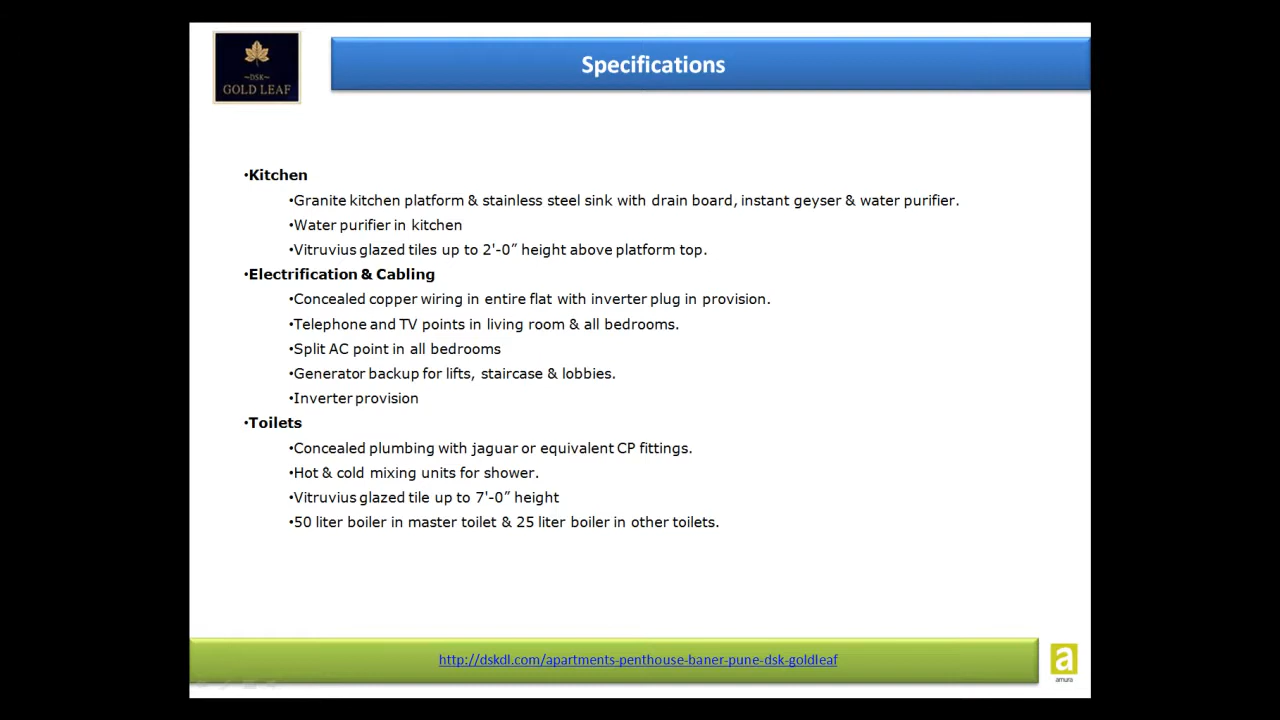 ~DSK~
GOLD LEAF
Specifications
•Kitchen
•Granite kitchen platform & stainless steel sink with drain board, instant geyser & water purifier.
•Water purifier in kitchen
•Vitruvius glazed tiles up to 2'-0” height above platform top.
•Electrification & Cabling
•Concealed copper wiring in entire flat with inverter plug in provision.
•Telephone and TV points in living room & all bedrooms.
•Split AC point in all bedrooms
•Generator backup for lifts, staircase & lobbies.
•Inverter provision
•Toilets
•Concealed plumbing with jaguar or equivalent CP fittings.
•Hot & cold mixing units for shower.
•Vitruvius glazed tile up to 7'-0” height
•50 liter boiler in master toilet & 25 liter boiler in other toilets.
http://dskdl.com/apartments-penthouse-baner-pune-dsk-goldleaf
a
amura